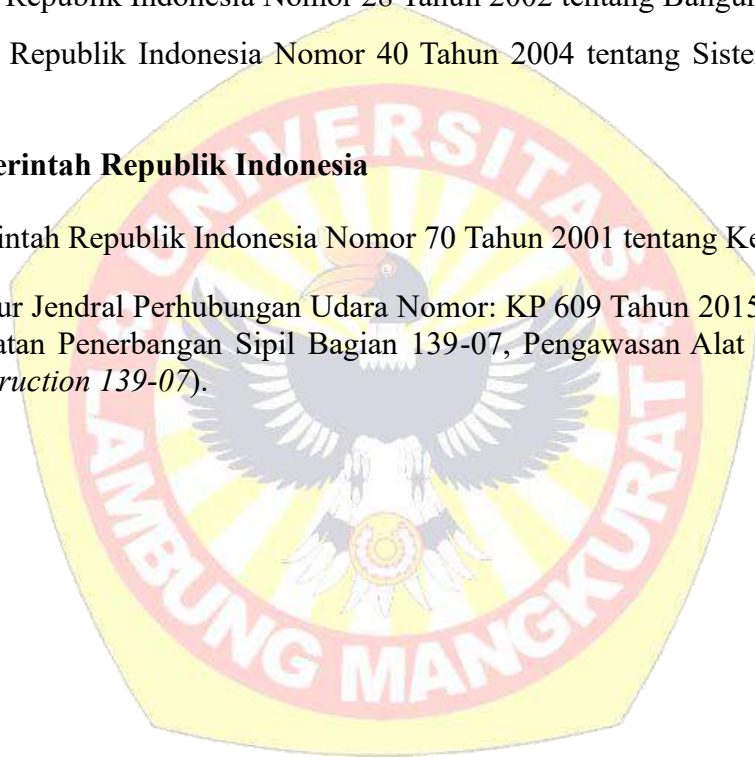 Republik Indonesia Nomor 28 Tahun 2002 tentang Bangun
Republik Indonesia Nomor 40 Tahun 2004 tentang Sister
erintah Republik Indonesia
intah Republik Indonesia Nomor 70 Tahun 2001 tentang Ke
ur Jendral Perhubungan Udara Nomor: KP 609 Tahun 2015
atan Penerbangan Sipil Bagian 139-07, Pengawasan Alat
ruction 139-07).
UNIVERSITAS
LAMBUNG MANGKURAT